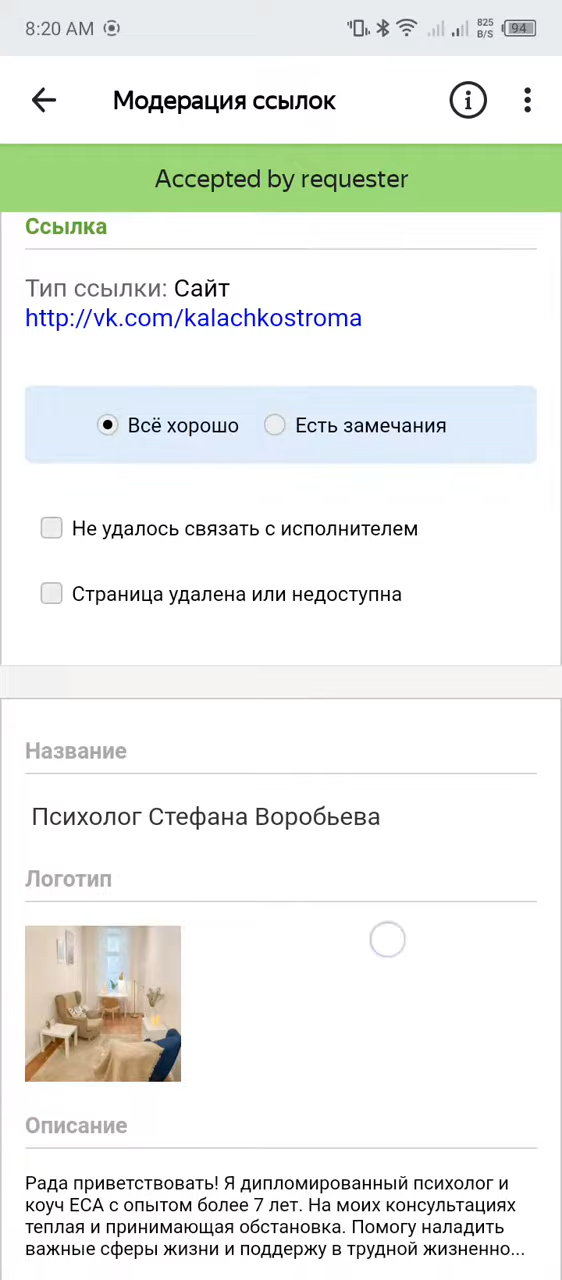 8:20 AM
825 B/S
94
Модерация ссылок
Accepted by requester
Ссылка
Тип ссылки: Сайт
http://vk.com/kalachkostroma
Всё хорошо
Есть замечания
Не удалось связать с исполнителем
Страница удалена или недоступна
Название
Психолог Стефана Воробьева
Логотип
Описание
Рада приветствовать! Я дипломированный психолог и
коуч ECA с опытом более 7 лет. На моих консультациях
теплая и принимающая обстановка. Помогу наладить
важные сферы жизни и поддержу в трудной жизненно...